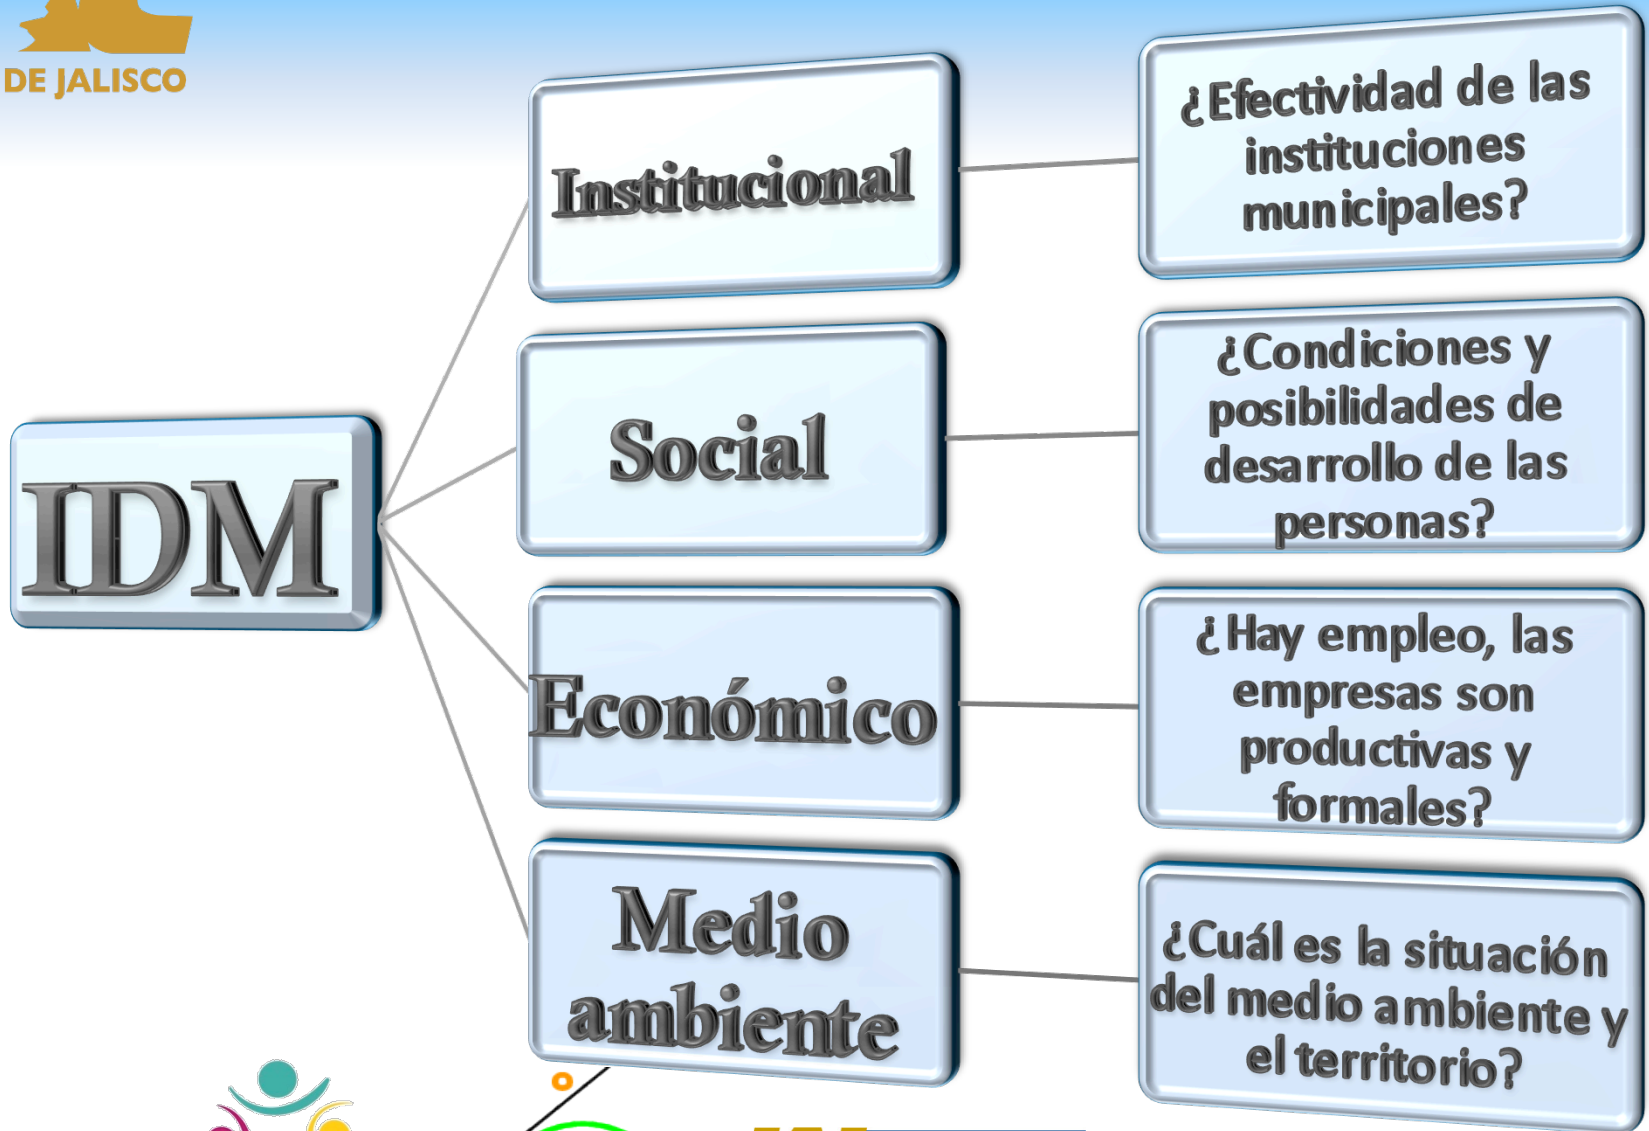 DE JALISCO
IDM
Institucional
¿Efectividad de las
instituciones
municipales?
Social
¿Condiciones y
posibilidades de
desarrollo de las
personas?
Económico
¿Hay empleo, las
empresas son
productivas y
formales?
Medio
ambiente
¿Cuál es la situación
del medio ambiente y
el territorio?